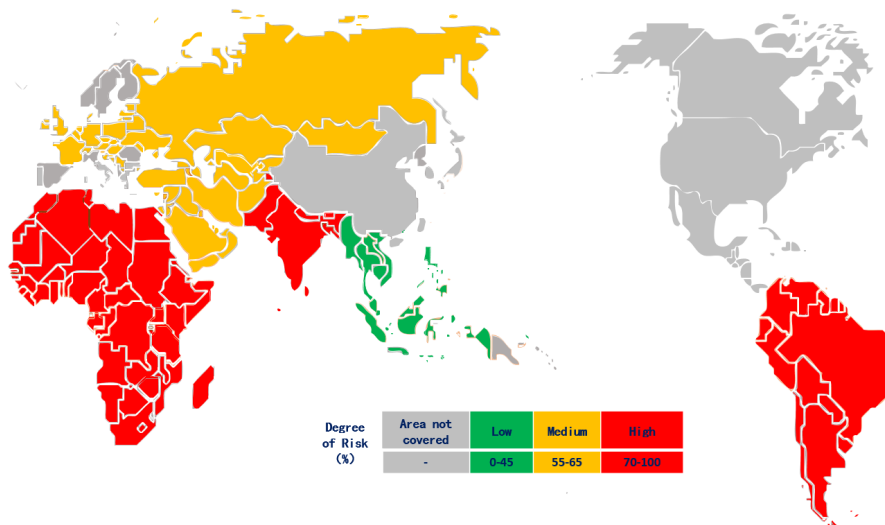 Degree of Risk (%)
Area not covered
Low
Medium
High
-
0-45
55-65
70-100